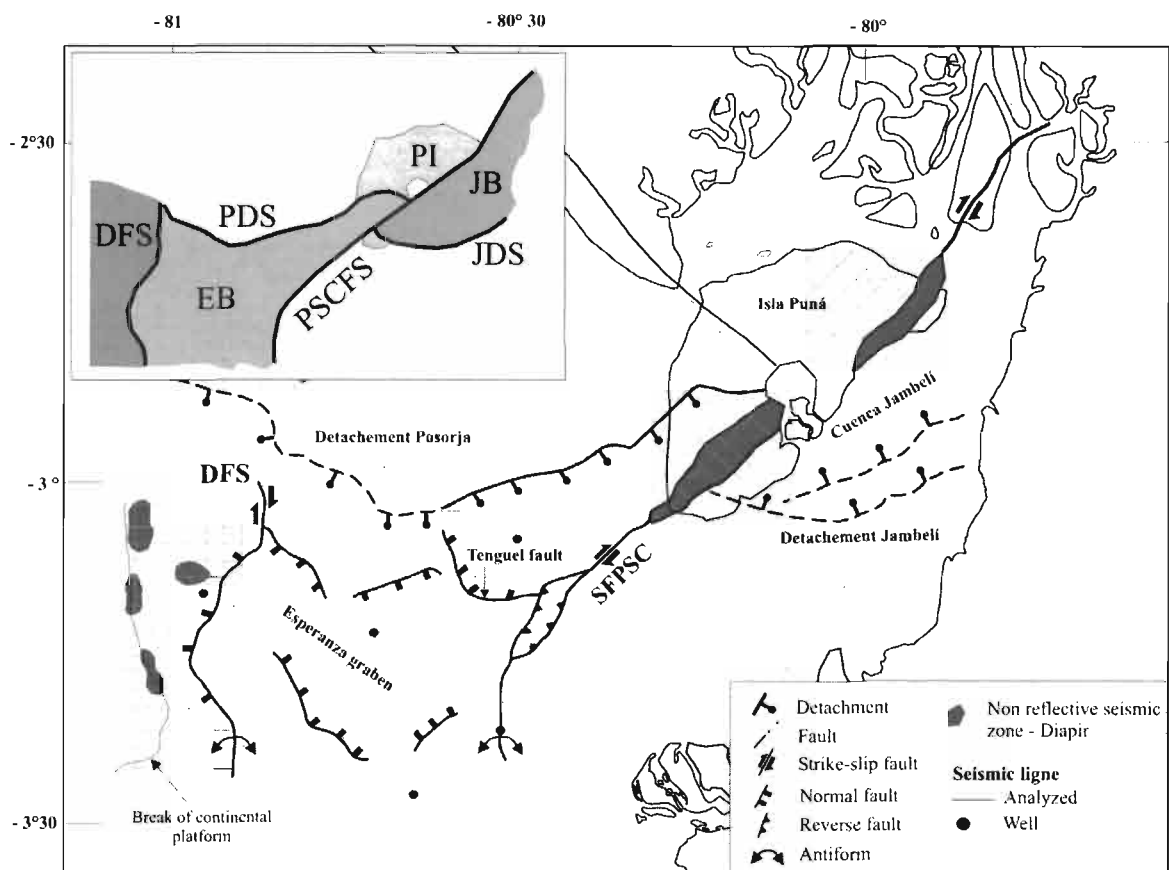 - 81
- 80° 30
- 80°
- 2°30
- 3°
- 3°30
PI
JB
PDS
DFS
JDS
EB
PSCFS
Isla Puná
Cuenca Jambelí
Detachement Posorja
DFS
Detachement Jambelí
Tenguel fault
SFPSC
Esperanza graben
Break of continental
platform
Detachment
Fault
Strike-slip fault
Normal fault
Reverse fault
Antiform
Non reflective seismic
zone - Diapir
Seismic ligne
Analyzed
Well